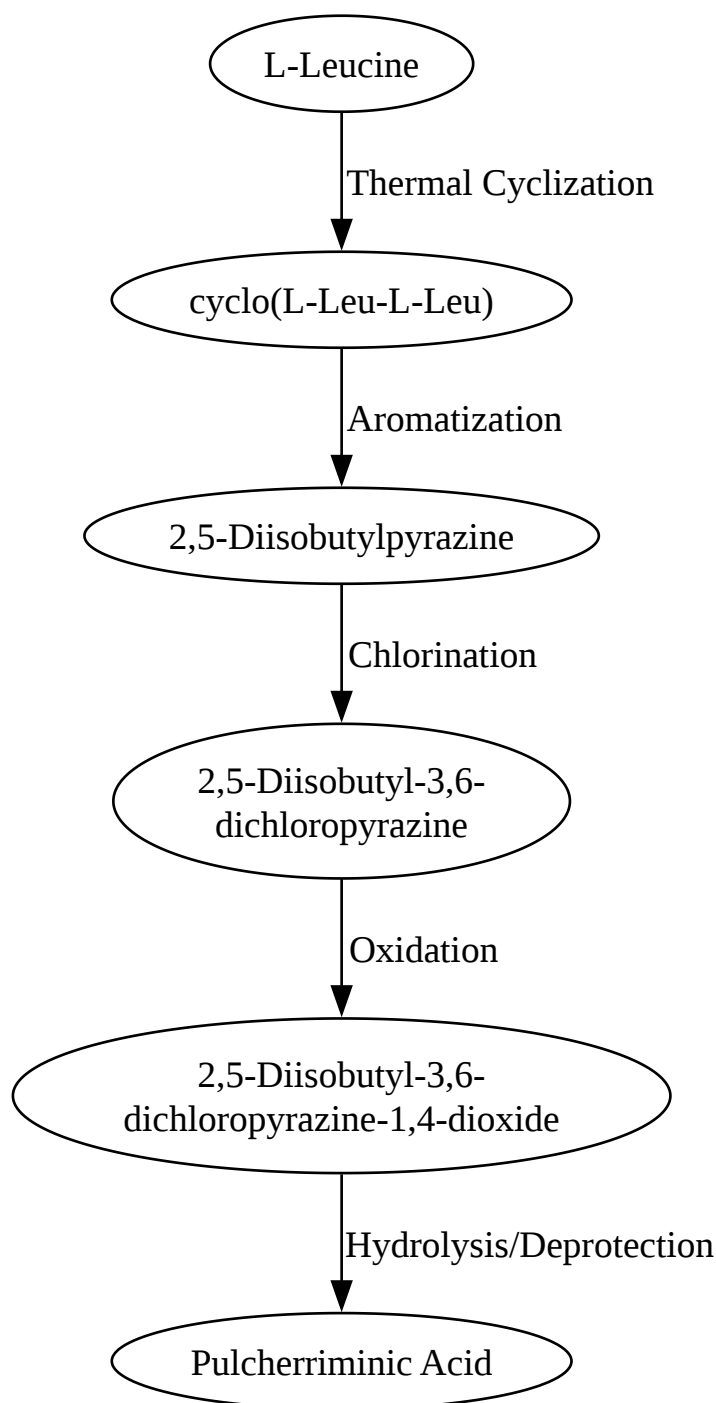 L-Leucine
Thermal Cyclization
cyclo(L-Leu-L-Leu)
Aromatization
2,5-Diisobutylpyrazine
Chlorination
2,5-Diisobutyl-3,6-
dichloropyrazine
Oxidation
2,5-Diisobutyl-3,6-
dichloropyrazine-1,4-dioxide
Hydrolysis/Deprotection
Pulcherriminic Acid